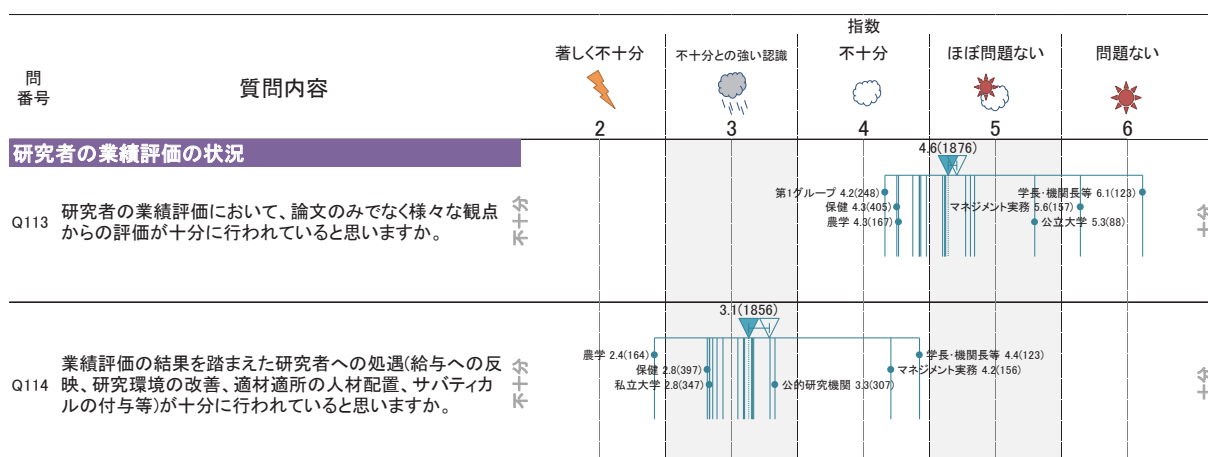 指数
著しく不十分
不十分との強い認識
不十分
ほぼ問題ない
問題ない
問
番号
質問内容
2
3
4
5
6
研究者の業績評価の状況
4.6(1876)
Q113
研究者の業績評価において、論文のみでなく様々な観点
からの評価が十分に行われていると思いますか。
不十分
第1グループ 4.2(248)
保健 4.3(405)
農学 4.3(167)
学長・機関長等 6.1(123)
マネジメント実務 5.6(157)
公立大学 5.3(88)
十分
3.1(1856)
Q114
業績評価の結果を踏まえた研究者への処遇(給与への反
映、研究環境の改善、適材適所の人材配置、サバティカ
ルの付与等)が十分に行われていると思いますか。
不十分
農学 2.4(164)
保健 2.8(397)
私立大学 2.8(347)
学長・機関長等 4.4(123)
マネジメント実務 4.2(156)
公的研究機関 3.3(307)
十分